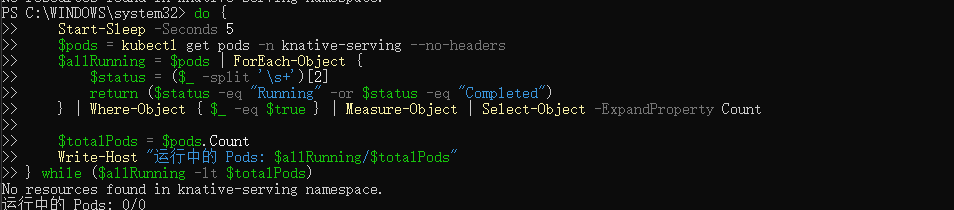 No resources found in knative-serving namespace.
PS C:\WINDOWS\system32> do {
>>     Start-Sleep -Seconds 5
>>     $pods = kubectl get pods -n knative-serving --no-headers
>>     $allRunning = $pods | ForEach-Object {
>>         $status = ($_ -split '\s+')[2]
>>         return ($status -eq "Running" -or $status -eq "Completed")
>>     } | Where-Object { $_ -eq $true } | Measure-Object | Select-Object -ExpandProperty Count
>>
>>     $totalPods = $pods.Count
>>     Write-Host "运行中的 Pods: $allRunning/$totalPods"
>> } while ($allRunning -lt $totalPods)
No resources found in knative-serving namespace.
运行中的 Pods: 0/0